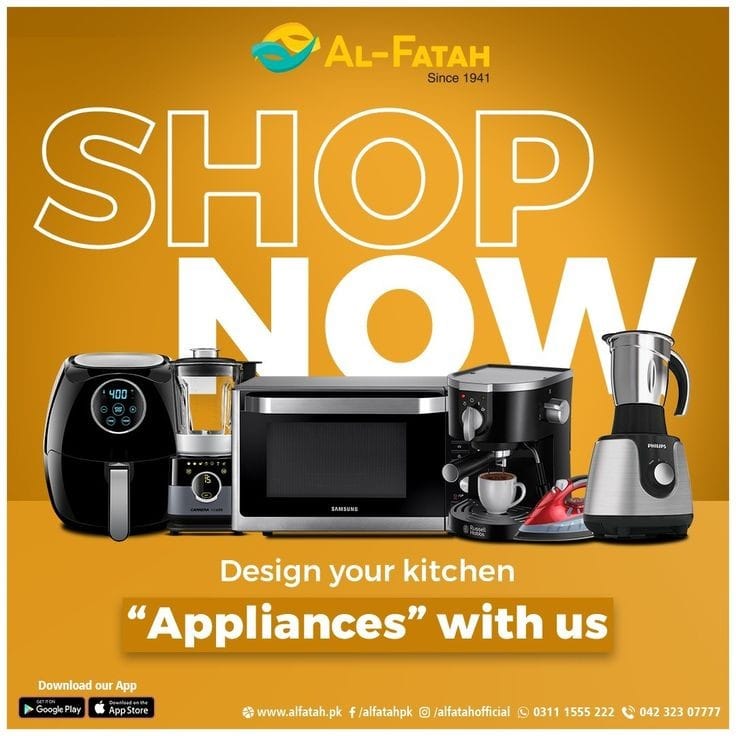 AL-FATAH
Since 1941
SHOP
NOW
400
15
CARRERA
SAMSUNG
Russell
Hobbs
PHILIPS
Design your kitchen
“Appliances” with us
Download our App
GET IT ON
Google Play
Download on the
App Store
www.alfatah.pk /alfatahpk /alfatahofficial 0311 1555 222 042 323 07777